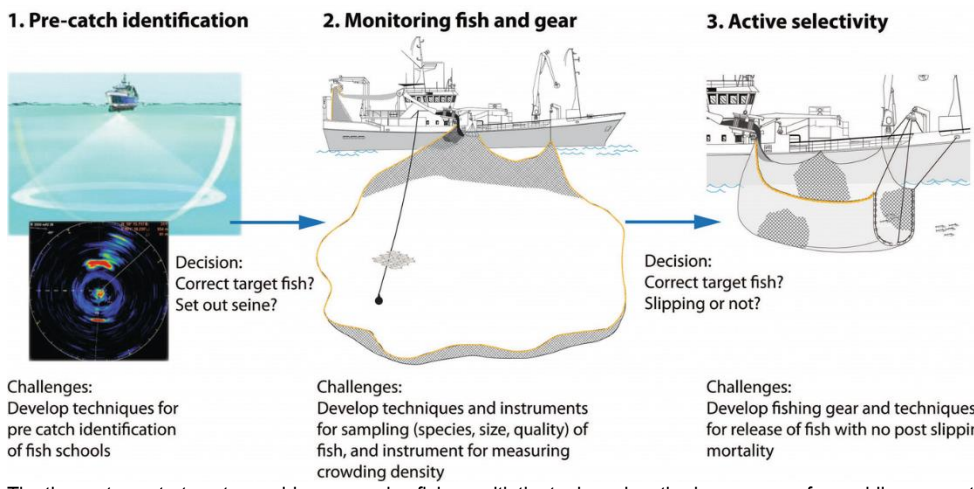 1. Pre-catch identification
2. Monitoring fish and gear
3. Active selectivity
Decision:
Correct target fish?
Set out seine?
Decision:
Correct target fish?
Slipping or not?
Challenges:
Develop techniques for
pre catch identification
of fish schools
Challenges:
Develop techniques and instruments
for sampling (species, size, quality) of
fish, and instrument for measuring
crowding density
Challenges:
Develop fishing gear and techniques
for release of fish with no post slippin
mortality